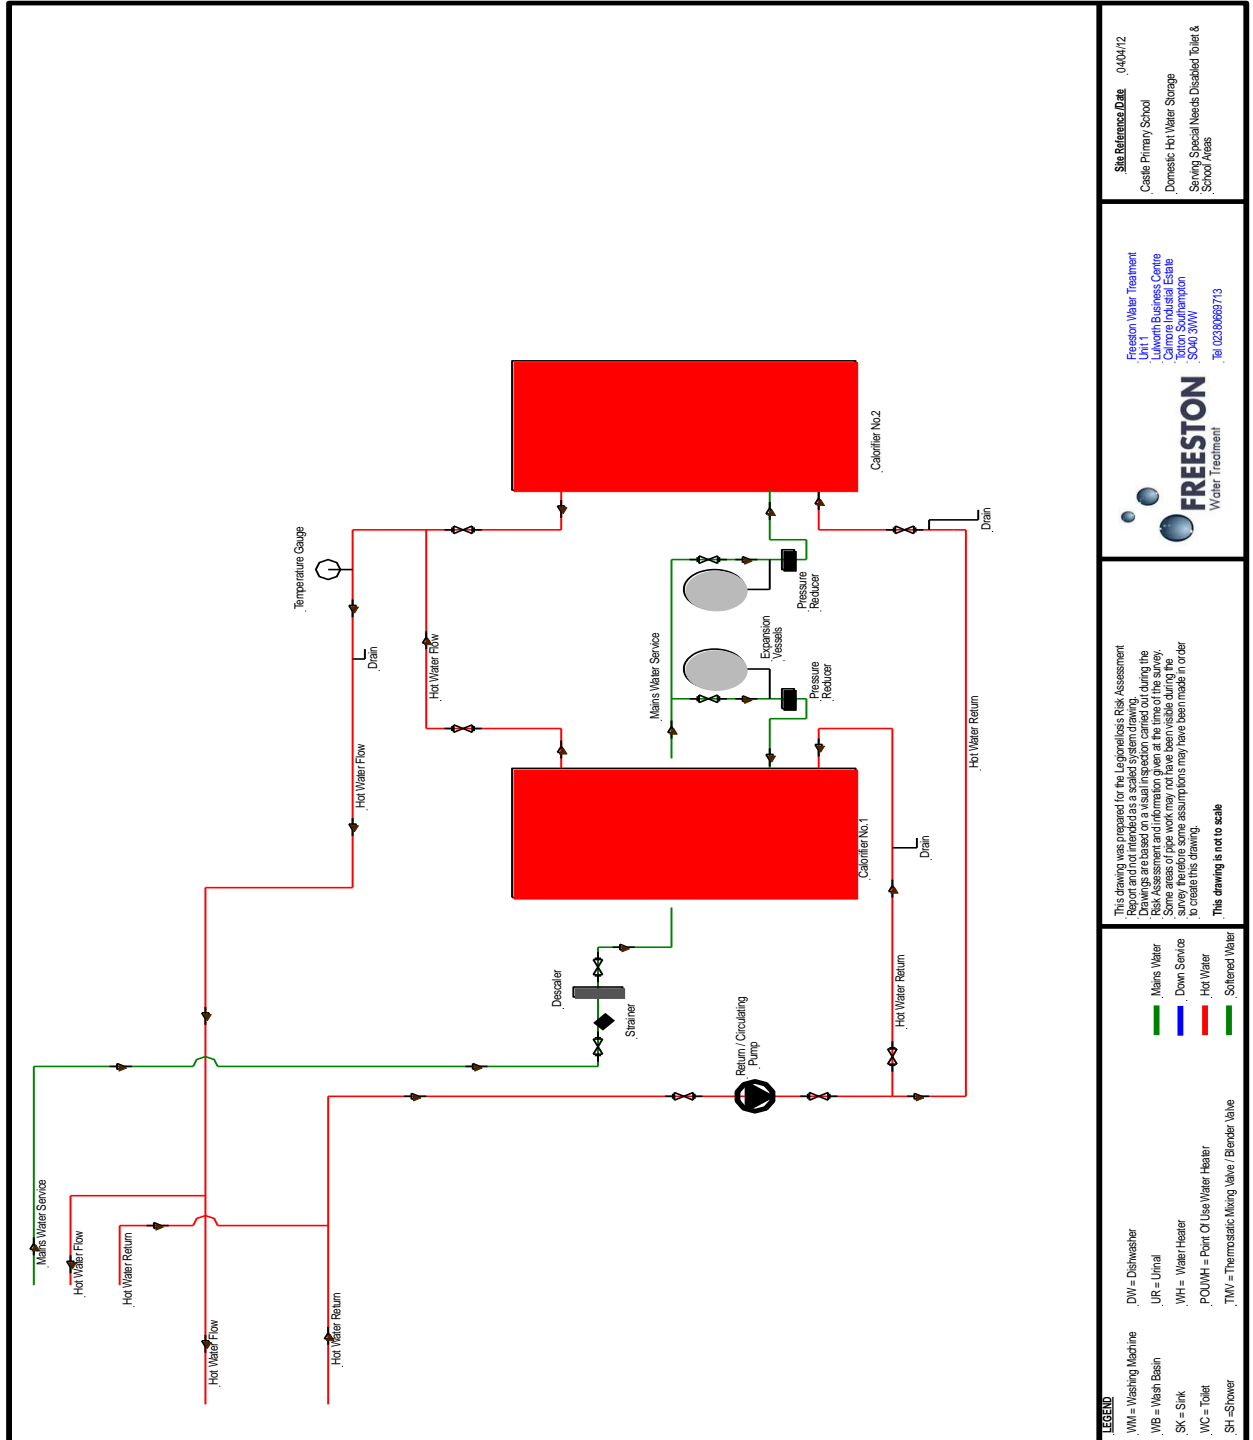 Mains Water Service
Hot Water Flow
Hot Water Return
Hot Water Flow
Hot Water Return
Temperature Gauge
Drain
Hot Water Flow
Hot Water Flow
Descaler
Strainer
Return / Circulating
Pump
Mains Water Service
Expansion
Vessels
Pressure
Reducer
Pressure
Reducer
Calorifier No.1
Calorifier No.2
Drain
Drain
Hot Water Return
Hot Water Return
LEGEND
WM = Washing Machine
WB = Wash Basin
SK = Sink
WC = Toilet
SH =Shower
DW = Dishwasher
UR = Urinal
WH = Water Heater
POUWH = Point Of Use Water Heater
TMV = Thermostatic Mixing Valve / Blender Valve
Mains Water
Down Service
Hot Water
Softened Water
This drawing was prepared for the Legionellosis Risk Assessment
Report and not intended as a scaled system drawing.
Drawings are based on a visual inspection carried out during the
Risk Assessment and information given at the time of the survey.
Some areas of pipe work may not have been visible during the
survey therefore some assumptions may have been made in order
to create this drawing.
This drawing is not to scale
FREESTON
Water Treatment
Freeston Water Treatment
Unit 1
Lulworth Business Centre
Calmore Industial Estate
Totton Southampton
SO40 3WW
Tel 02380669713
Site Reference/Date 04/04/12
Castle Primary School
Domestic Hot Water Storage
Serving Special Needs Disabled Toilet &
School Areas